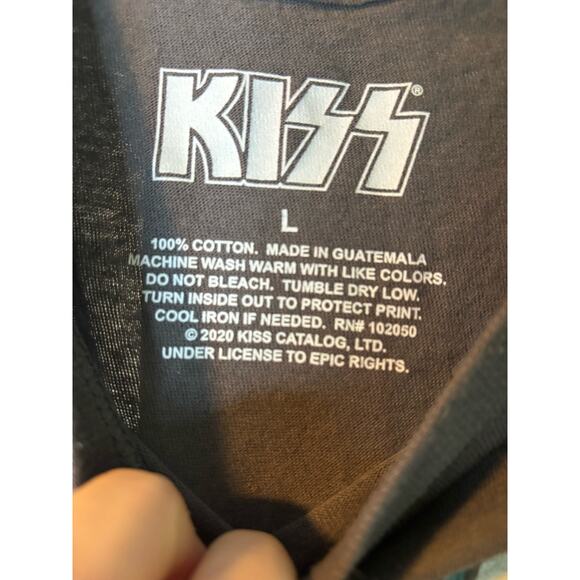 KISS®
L
100% COTTON. MADE IN GUATEMALA
MACHINE WASH WARM WITH LIKE COLORS.
DO NOT BLEACH. TUMBLE DRY LOW.
TURN INSIDE OUT TO PROTECT PRINT.
COOL IRON IF NEEDED. RN# 102050
© 2020 KISS CATALOG, LTD.
UNDER LICENSE TO EPIC RIGHTS.